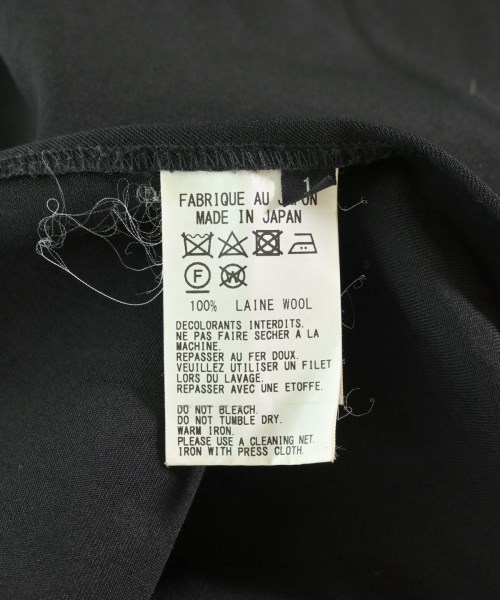 1
FABRIQUE AU JAPON
MADE IN JAPAN
F W
100% LAINE WOOL
DECOLORANTS INTERDITS.
NE PAS FAIRE SECHER A LA
MACHINE.
REPASSER AU FER DOUX.
VEUILLEZ UTILISER UN FILET
LORS DU LAVAGE.
REPASSER AVEC UNE ETOFFE.
DO NOT BLEACH.
DO NOT TUMBLE DRY.
WARM IRON.
PLEASE USE A CLEANING NET.
IRON WITH PRESS CLOTH.